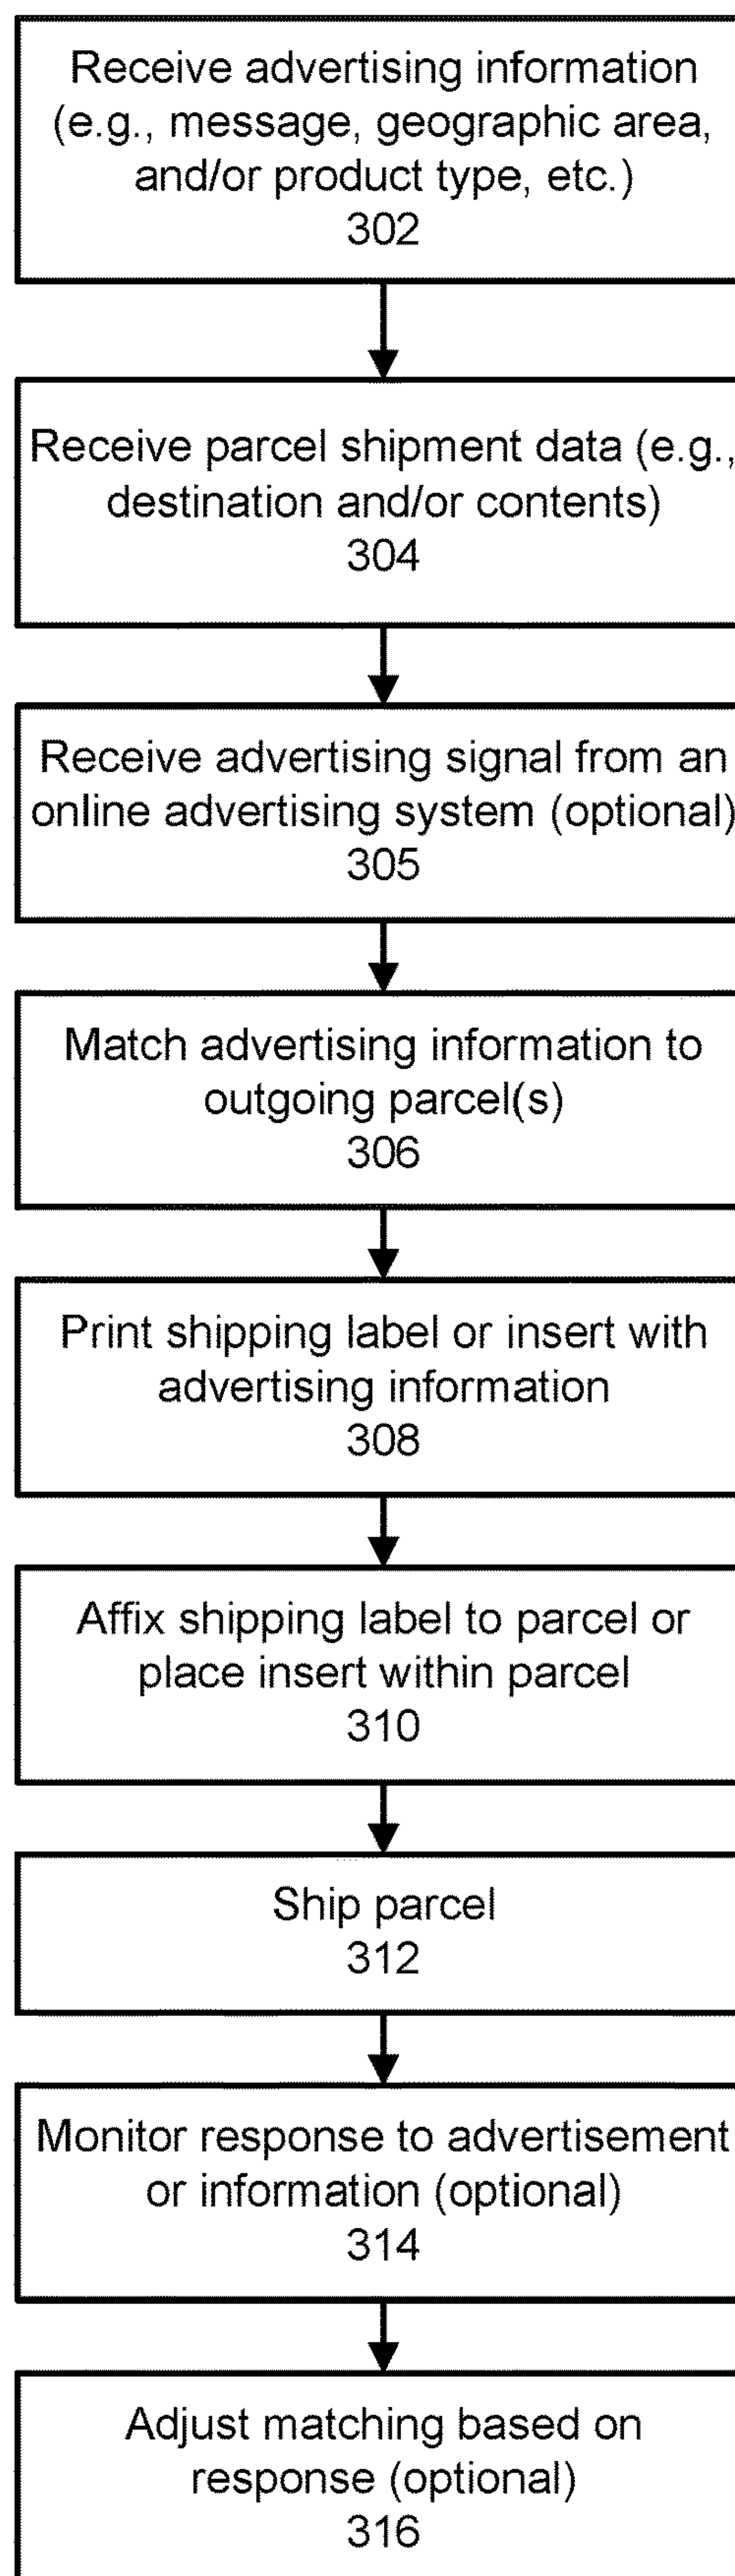 Receive advertising information
(e.g., message, geographic area,
and/or product type, etc.)
302
Receive parcel shipment data (e.g.,
destination and/or contents)
304
Receive advertising signal from an
online advertising system (optional)
305
Match advertising information to
outgoing parcel(s)
306
Print shipping label or insert with
advertising information
308
Affix shipping label to parcel or
place insert within parcel
310
Ship parcel
312
Monitor response to advertisement
or information (optional)
314
Adjust matching based on
response (optional)
316